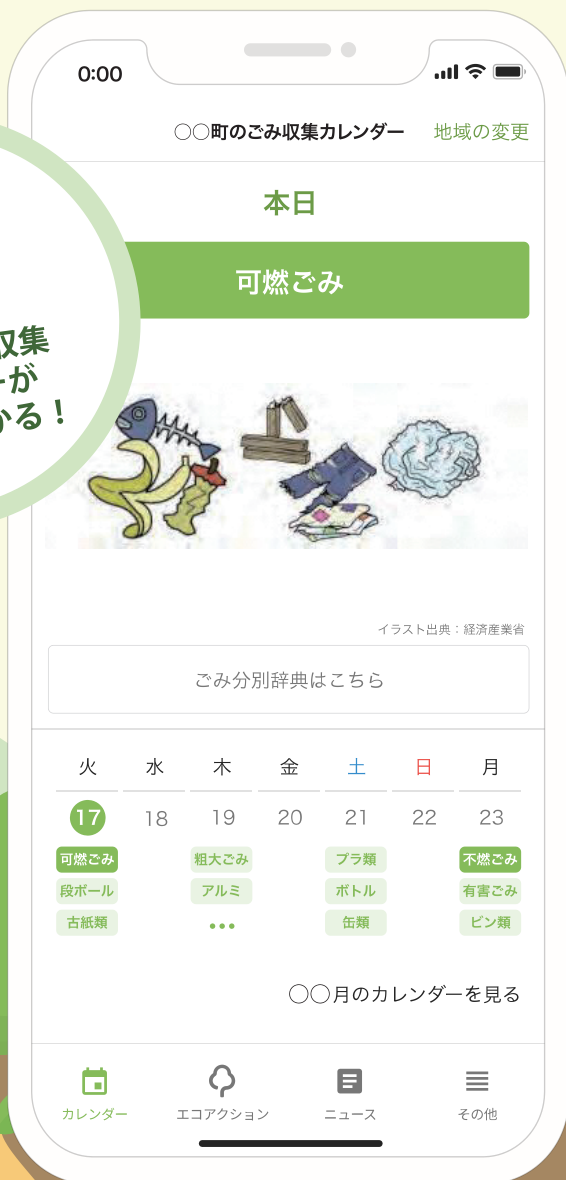 0:00
○○町のごみ収集カレンダー
地域の変更
本日
可燃ごみ
収集
ーが
かる！
イラスト出典：経済産業省
ごみ分別辞典はこちら
火 水 木 金 土 日 月
17 18 19 20 21 22 23
可燃ごみ 粗大ごみ プラ類 不燃ごみ
段ボール アルミ ボトル 有害ごみ
古紙類 ••• 缶類 ビン類
○○月のカレンダーを見る
カレンダー エコアクション ニュース その他